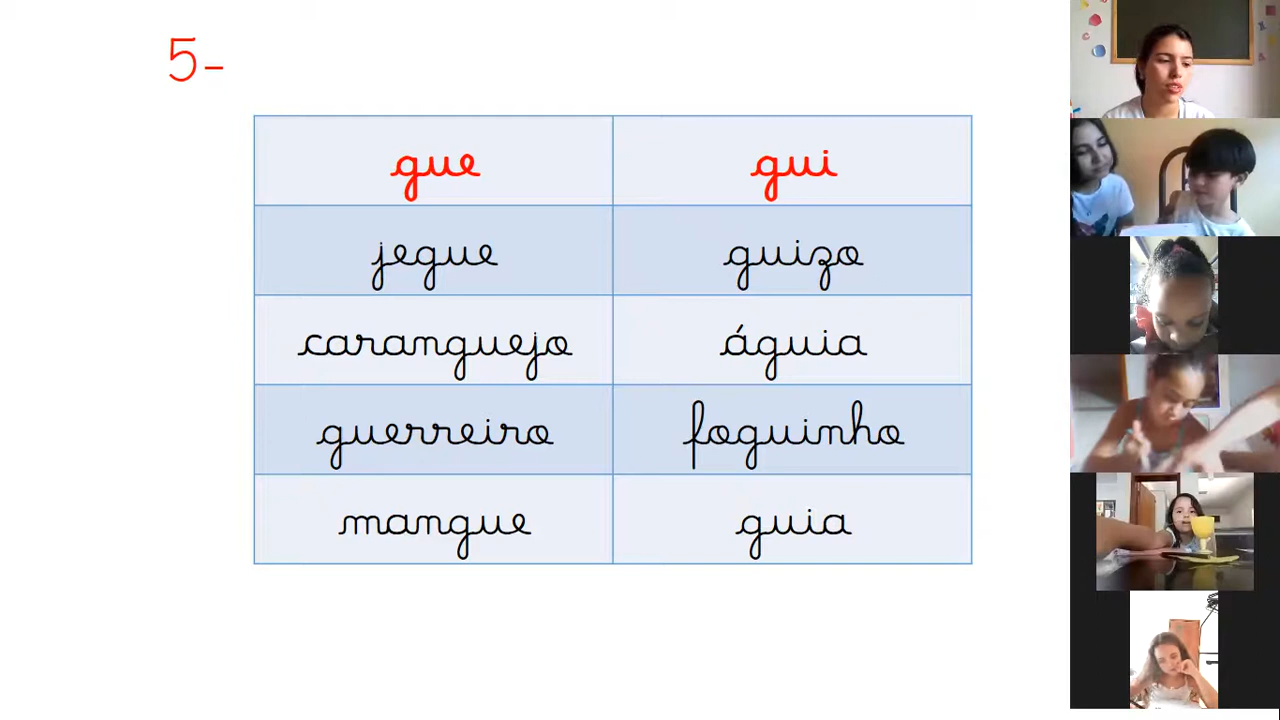 5-
gue gui
jegue guizo
caranguejo águia
guerreiro foguinho
mangue guia